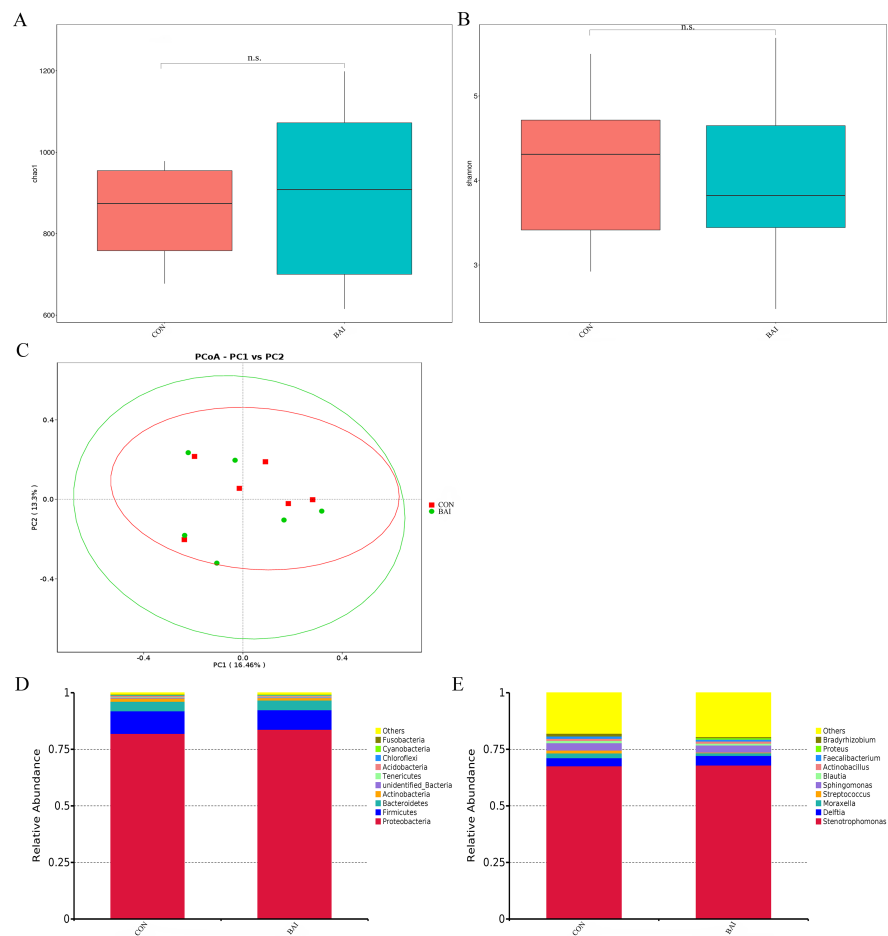 A
n.s.
1200
1000
800
600
chao1
CON
BAI
B
n.s.
5
4
3
shannon
CON
BAI
C
PCoA - PC1 vs PC2
0.4
0.0
-0.4
PC2 ( 13.3%)
-0.4
0.0
0.4
PC1 ( 16.46%)
CON
BAI
D
1
0.75
0.5
0.25
0
Relative Abundance
CON
BAI
Others
Fusobacteria
Cyanobacteria
Chloroflexi
Acidobacteria
Tenericutes
unidentified_Bacteria
Actinobacteria
Bacteroidetes
Firmicutes
Proteobacteria
E
1
0.75
0.5
0.25
0
Relative Abundance
CON
BAI
Others
Bradyrhizobium
Proteus
Faecalibacterium
Actinobacillus
Blautia
Sphingomonas
Streptococcus
Moraxella
Delftia
Stenotrophomonas